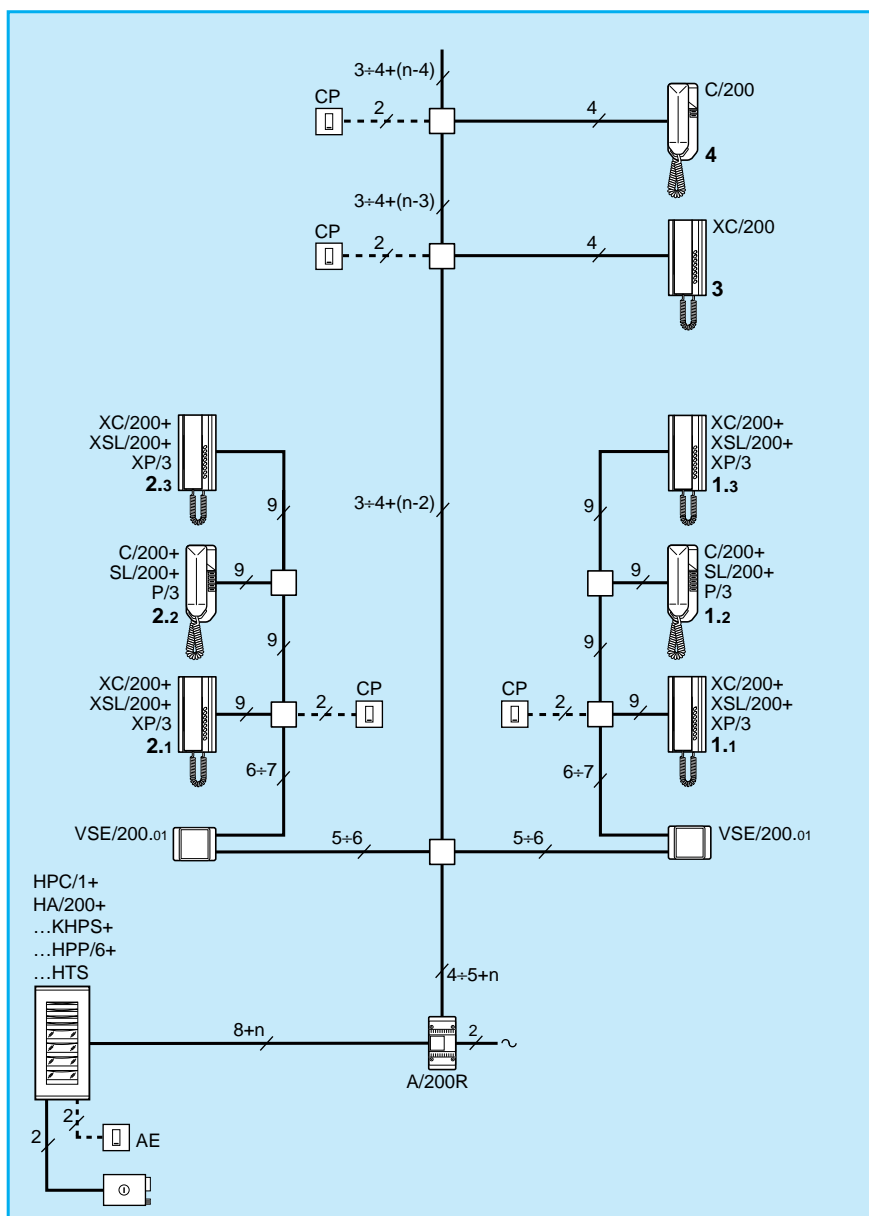 3÷4+(n-4)
CP
2
4
C/200
4
3÷4+(n-3)
CP
2
4
XC/200
3
XC/200+
XSL/200+
XP/3
2.3
9
3÷4+(n-2)
XC/200+
XSL/200+
XP/3
1.3
9
C/200+
SL/200+
P/3
2.2
9
9
C/200+
SL/200+
P/3
1.2
9
9
XC/200+
XSL/200+
XP/3
2.1
9
2
CP
6÷7
CP
2
9
XC/200+
XSL/200+
XP/3
1.1
6÷7
VSE/200.01
5÷6
5÷6
VSE/200.01
HPC/1+
HA/200+
...KHPS+
...HPP/6+
...HTS
4÷5+n
8+n
2
A/200R
2
2
AE